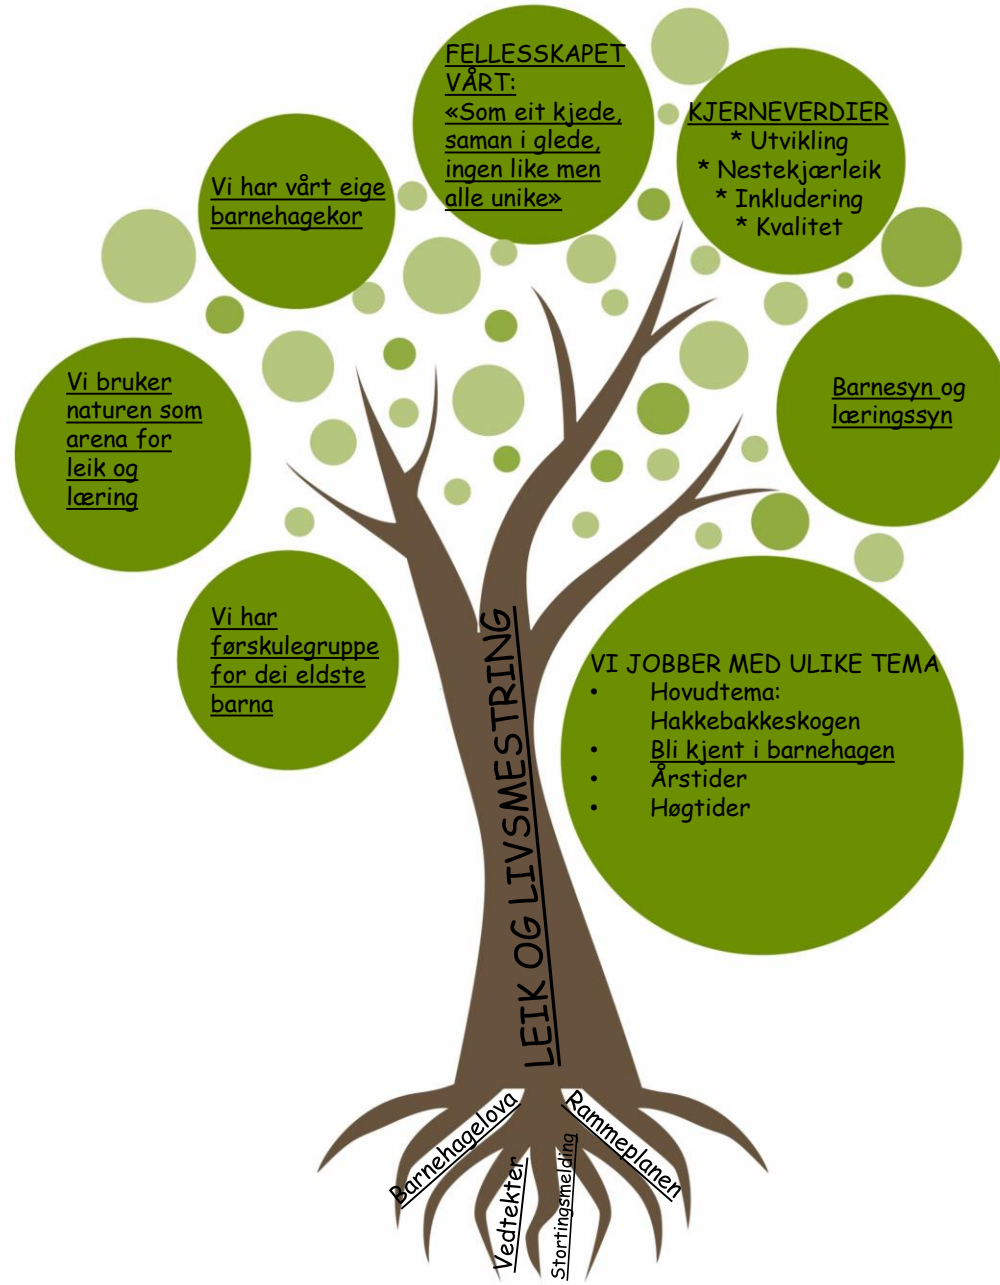 FELLESSKAPET
VÅRT:
«Som eit kjede,
saman i glede,
ingen like men
alle unike»
KJERNEVERDIER
* Utvikling
* Nestekjærleik
* Inkludering
* Kvalitet
Vi har vårt eige
barnehagekor
Vi bruker
naturen som
arena for
leik og
læring
Barnesyn og
læringssyn
Vi har
førskulegruppe
for dei eldste
barna
VI JOBBER MED ULIKE TEMA
• Hovudtema:
Hakkebakkeskogen
• Bli kjent i barnehagen
• Årstider
• Høgtider
LEIK OG LIVSMESTRING
Barnehagelova
Vedtekter
Stortingsmelding
Rammeplanen